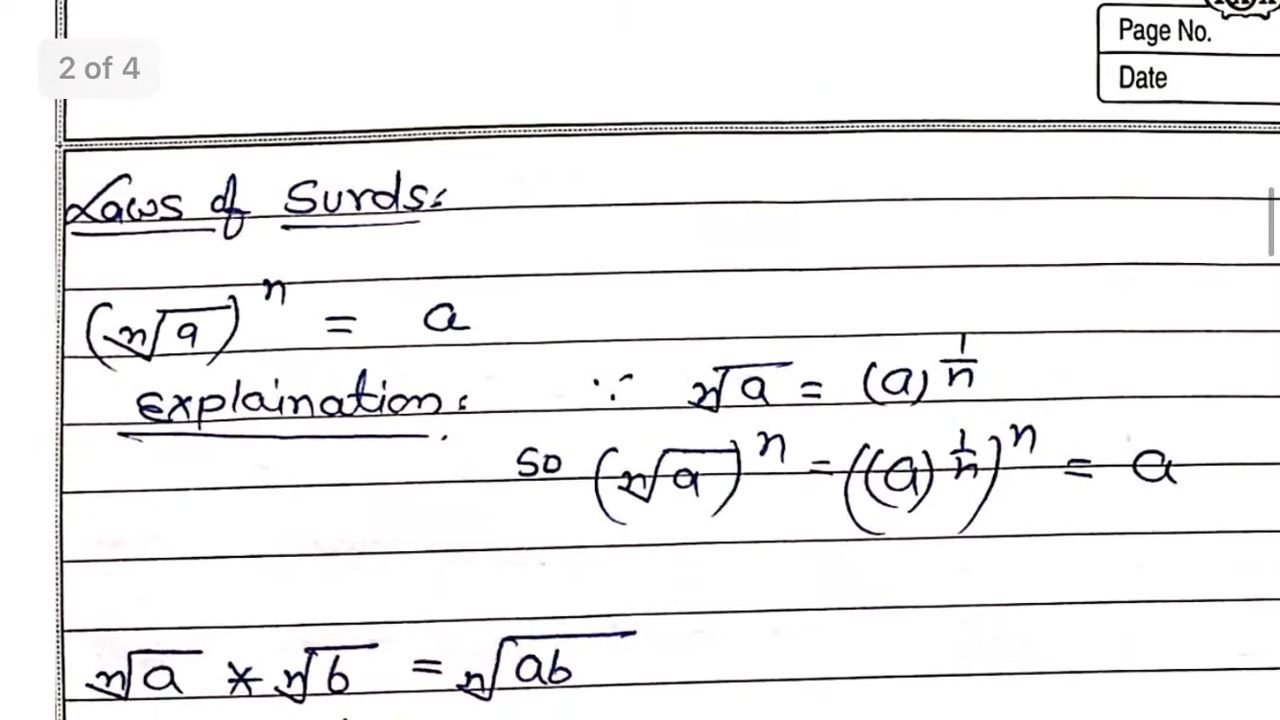 Page No.
2 of 4
Date
Laws of Surds:
(ⁿ√a)ⁿ = a
Explaination: ∵ ⁿ√a = (a)^(1/n)
so (ⁿ√a)ⁿ = ((a)^(1/n))ⁿ = a
ⁿ√a * ⁿ√b = ⁿ√ab